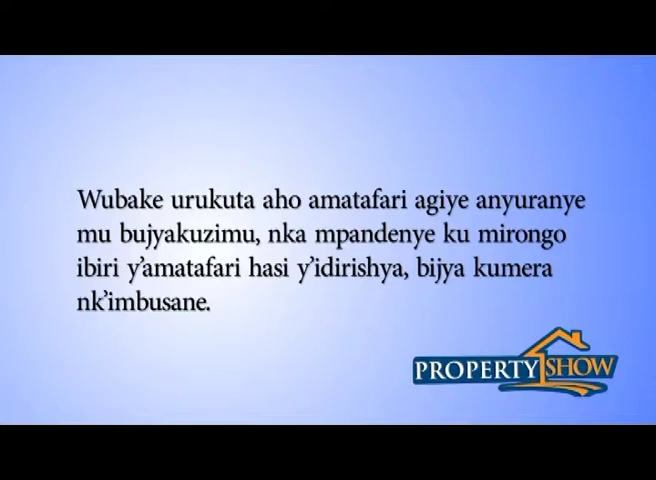 Wubake urukuta aho amatafari agiye anyuranye
mu bujyakuzimu, nka mpandenye ku mirongo
ibiri y'amatafari hasi y'idirishya, bijya kumera
nk'imbusane.
PROPERTY SHOW